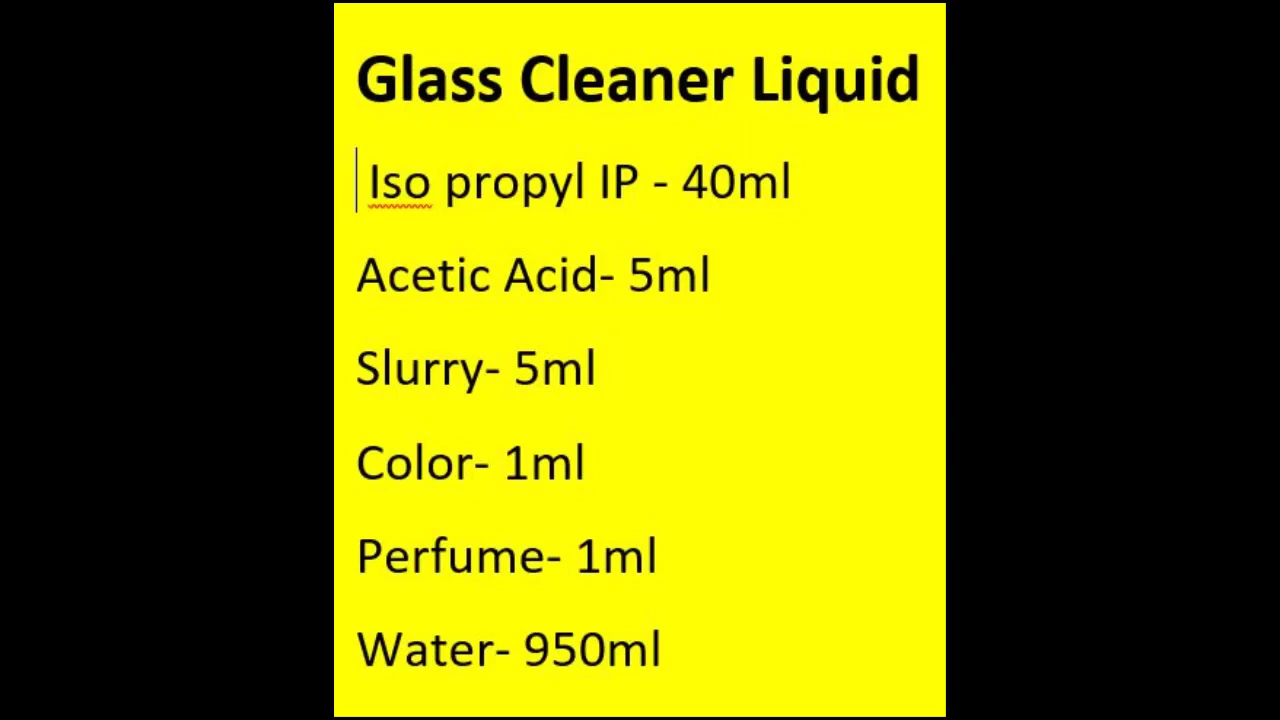 Glass Cleaner Liquid
Iso propyl IP - 40ml
Acetic Acid- 5ml
Slurry- 5ml
Color- 1ml
Perfume- 1ml
Water- 950ml